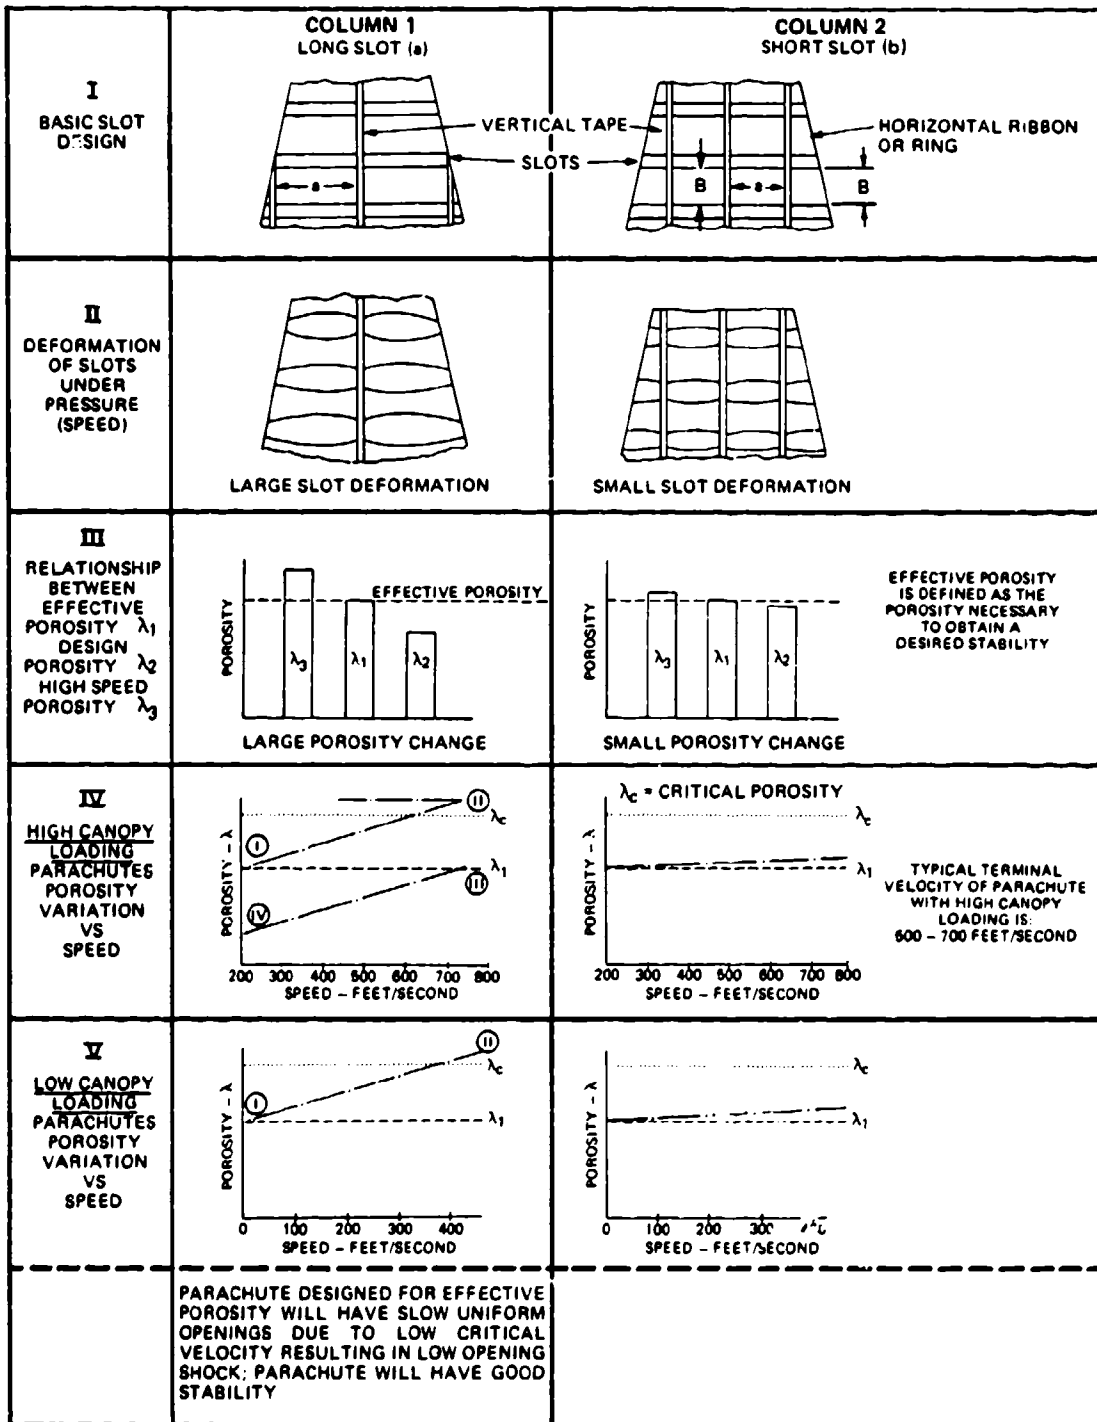 COLUMN 1
LONG SLOT (a)
COLUMN 2
SHORT SLOT (b)
I
BASIC SLOT
DESIGN
VERTICAL TAPE
SLOTS
HORIZONTAL RIBBON
OR RING
a
B
a
B
II
DEFORMATION
OF SLOTS
UNDER
PRESSURE
(SPEED)
LARGE SLOT DEFORMATION
SMALL SLOT DEFORMATION
III
RELATIONSHIP
BETWEEN
EFFECTIVE
POROSITY λ1
DESIGN
POROSITY λ2
HIGH SPEED
POROSITY λ3
POROSITY
EFFECTIVE POROSITY
λ3
λ1
λ2
LARGE POROSITY CHANGE
POROSITY
λ3
λ1
λ2
SMALL POROSITY CHANGE
EFFECTIVE POROSITY
IS DEFINED AS THE
POROSITY NECESSARY
TO OBTAIN A
DESIRED STABILITY
IV
HIGH CANOPY
LOADING
PARACHUTES
POROSITY
VARIATION
VS
SPEED
POROSITY – λ
I
II
λc
λ1
III
IV
200 300 400 500 600 700 800
SPEED – FEET/SECOND
λc = CRITICAL POROSITY
POROSITY – λ
λc
λ1
200 300 400 500 600 700 800
SPEED – FEET/SECOND
TYPICAL TERMINAL
VELOCITY OF PARACHUTE
WITH HIGH CANOPY
LOADING IS:
600 – 700 FEET/SECOND
V
LOW CANOPY
LOADING
PARACHUTES
POROSITY
VARIATION
VS
SPEED
POROSITY – λ
I
II
λc
λ1
0 100 200 300 400
SPEED – FEET/SECOND
POROSITY – λ
λc
λ1
0 100 200 300
SPEED – FEET/SECOND
PARACHUTE DESIGNED FOR EFFECTIVE
POROSITY WILL HAVE SLOW UNIFORM
OPENINGS DUE TO LOW CRITICAL
VELOCITY RESULTING IN LOW OPENING
SHOCK; PARACHUTE WILL HAVE GOOD
STABILITY